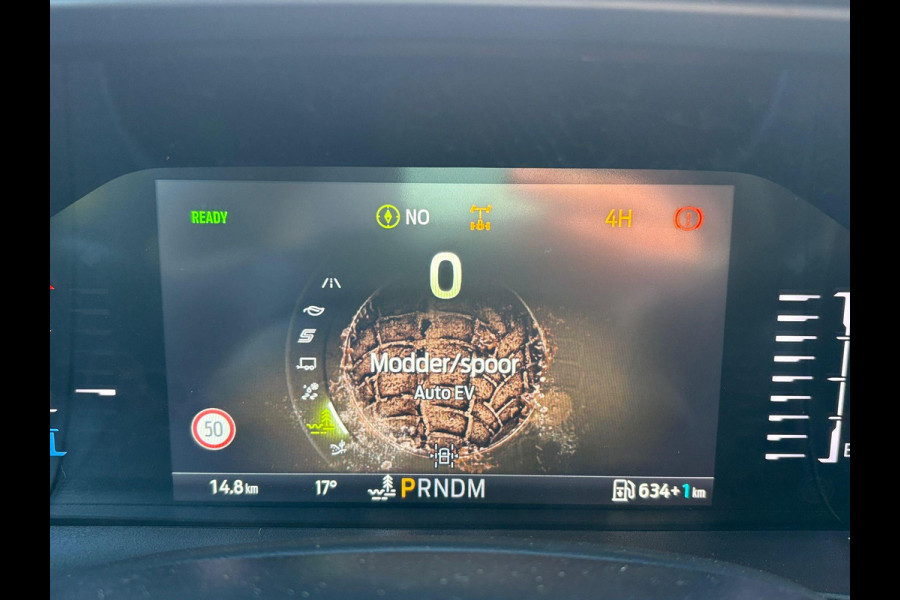 READY
NO
4H
0
Modder/spoor
Auto EV
50
14.8 km
17°
PRNDM
634+1 km